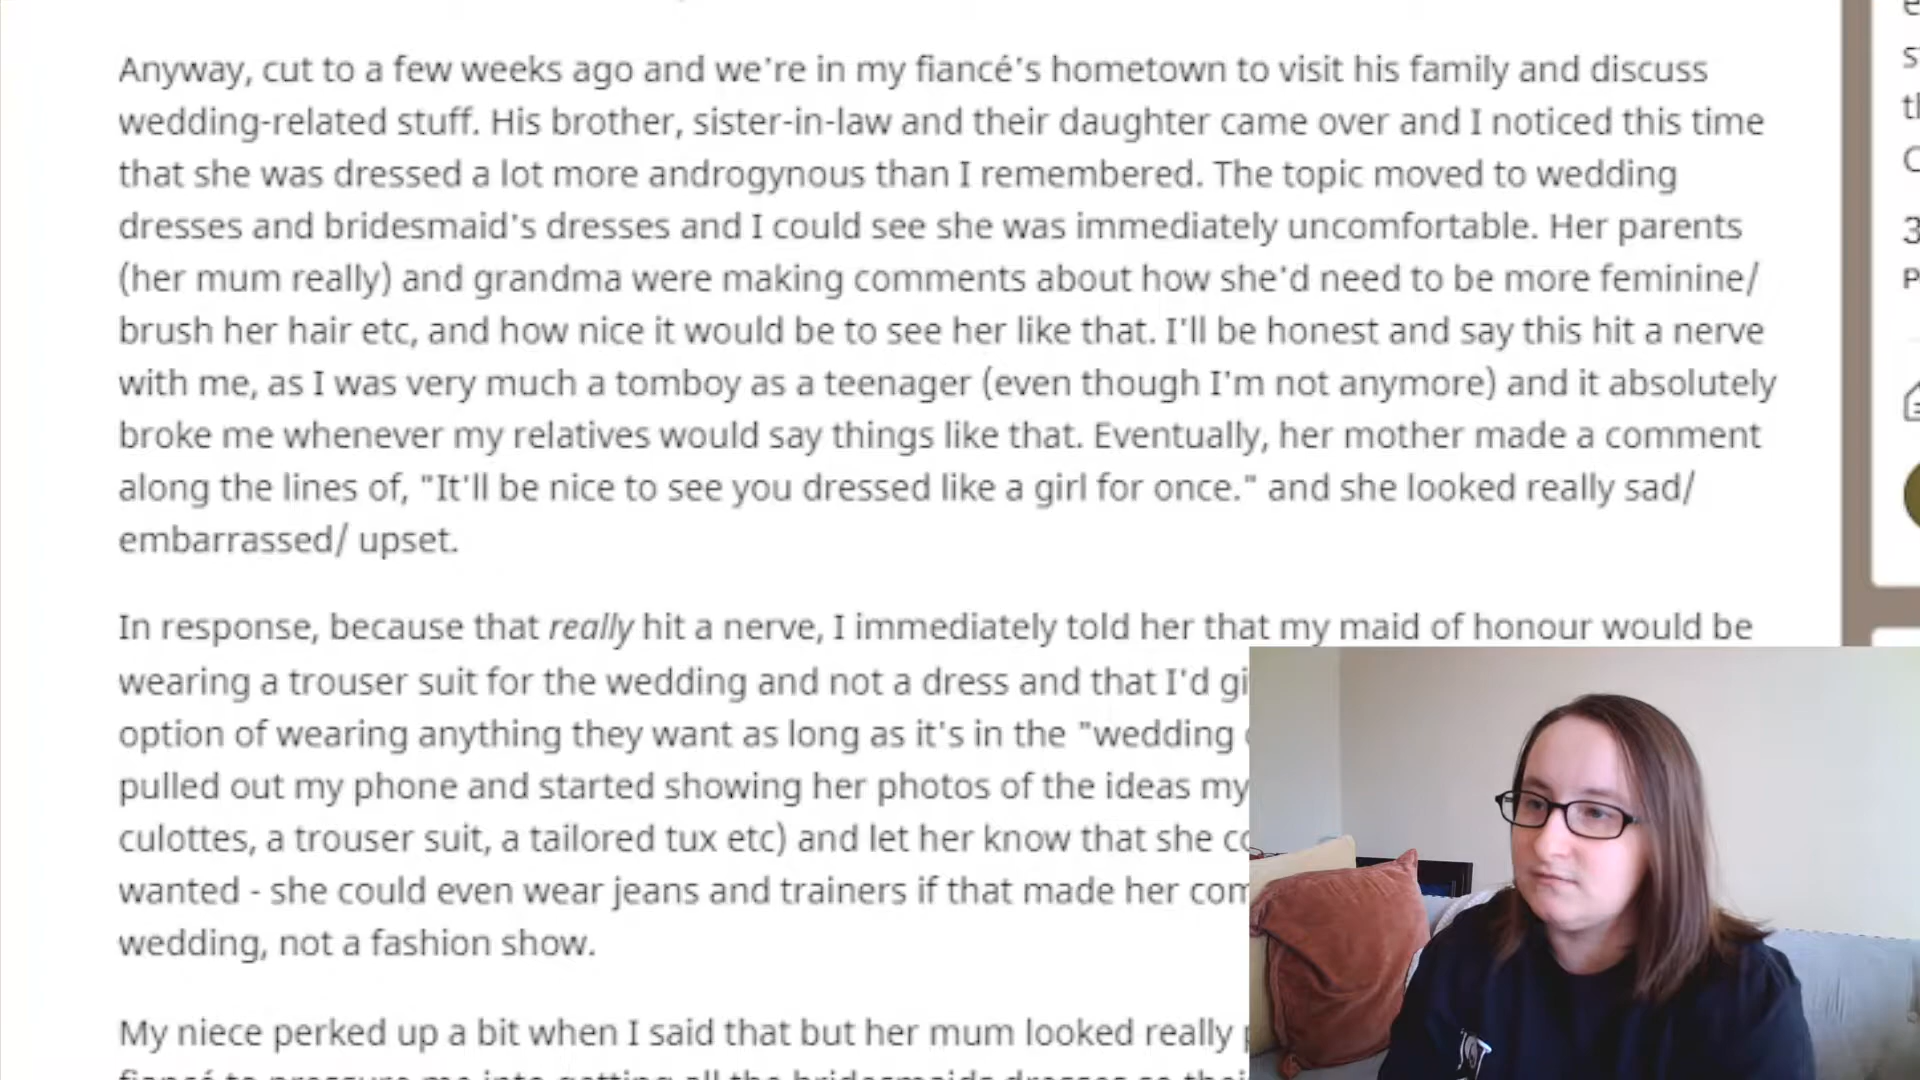 Anyway, cut to a few weeks ago and we're in my fiancé's hometown to visit his family and discuss
wedding-related stuff. His brother, sister-in-law and their daughter came over and I noticed this time
that she was dressed a lot more androgynous than I remembered. The topic moved to wedding
dresses and bridesmaid's dresses and I could see she was immediately uncomfortable. Her parents
(her mum really) and grandma were making comments about how she'd need to be more feminine/
brush her hair etc, and how nice it would be to see her like that. I'll be honest and say this hit a nerve
with me, as I was very much a tomboy as a teenager (even though I'm not anymore) and it absolutely
broke me whenever my relatives would say things like that. Eventually, her mother made a comment
along the lines of, "It'll be nice to see you dressed like a girl for once." and she looked really sad/
embarrassed/ upset.
In response, because that really hit a nerve, I immediately told her that my maid of honour would be
wearing a trouser suit for the wedding and not a dress and that I'd gi
option of wearing anything they want as long as it's in the "wedding
pulled out my phone and started showing her photos of the ideas my
culottes, a trouser suit, a tailored tux etc) and let her know that she co
wanted - she could even wear jeans and trainers if that made her com
wedding, not a fashion show.
My niece perked up a bit when I said that but her mum looked really
fiancé to pressure me into getting all the bridesmaids dresses so thei